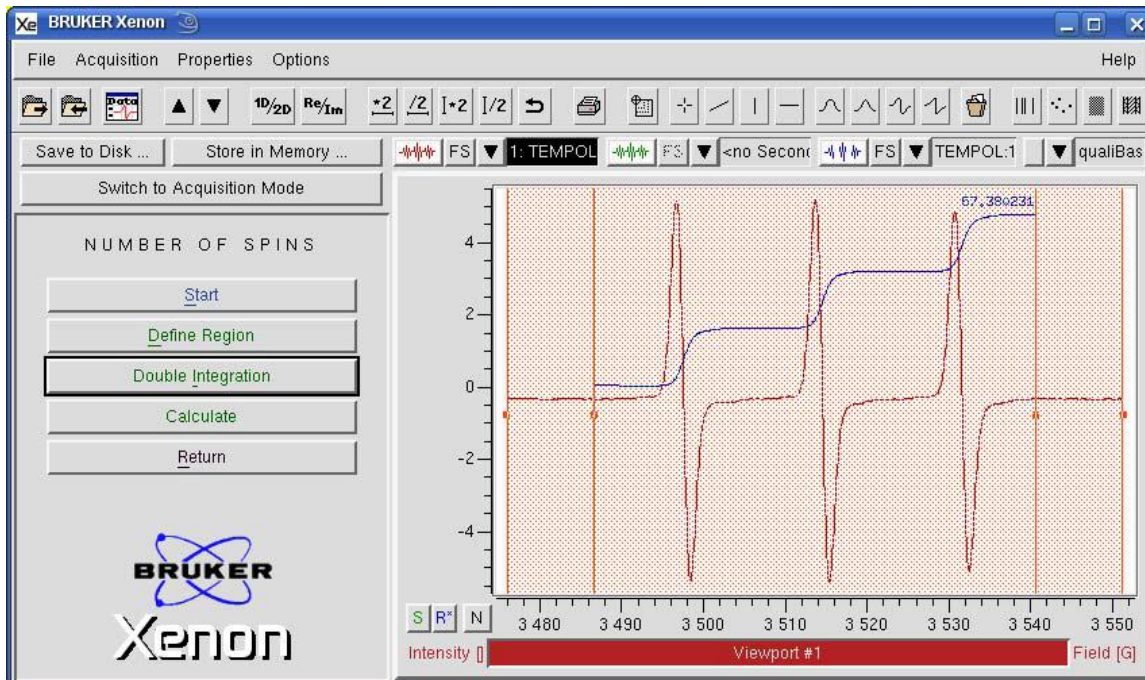 Xe BRUKER Xenon
File Acquisition Properties Options Help
Data 1D/2D Re/Im *2 /2 I*2 I/2
Save to Disk ... Store in Memory ... FS 1: TEMPOL FS <no Secon FS TEMPOL:1 qualiBas
Switch to Acquisition Mode
NUMBER OF SPINS
Start
Define Region
Double Integration
Calculate
Return
BRUKER
Xenon
67.390231
4
2
0
-2
-4
S R* N
3 480 3 490 3 500 3 510 3 520 3 530 3 540 3 550
Intensity [] Viewport #1 Field [G]